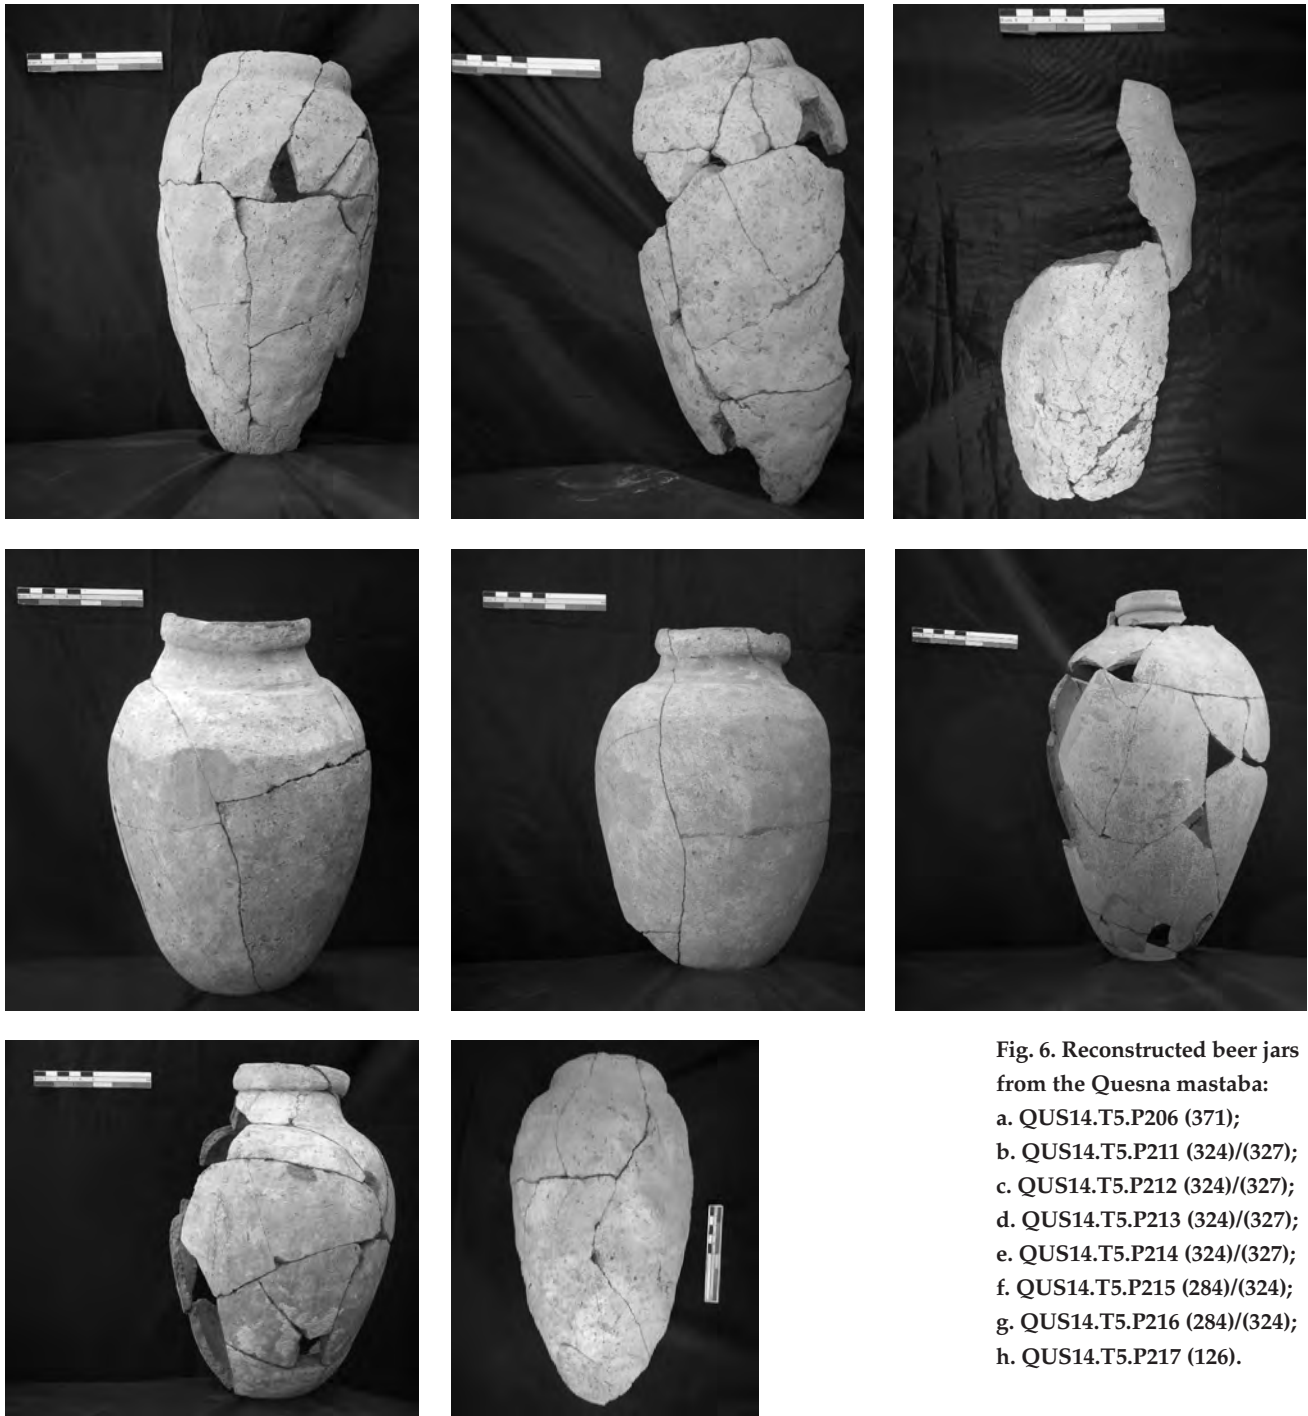 Fig. 6. Reconstructed beer jars
from the Quesna mastaba:
a. QUS14.T5.P206 (371);
b. QUS14.T5.P211 (324)/(327);
c. QUS14.T5.P212 (324)/(327);
d. QUS14.T5.P213 (324)/(327);
e. QUS14.T5.P214 (324)/(327);
f. QUS14.T5.P215 (284)/(324);
g. QUS14.T5.P216 (284)/(324);
h. QUS14.T5.P217 (126).